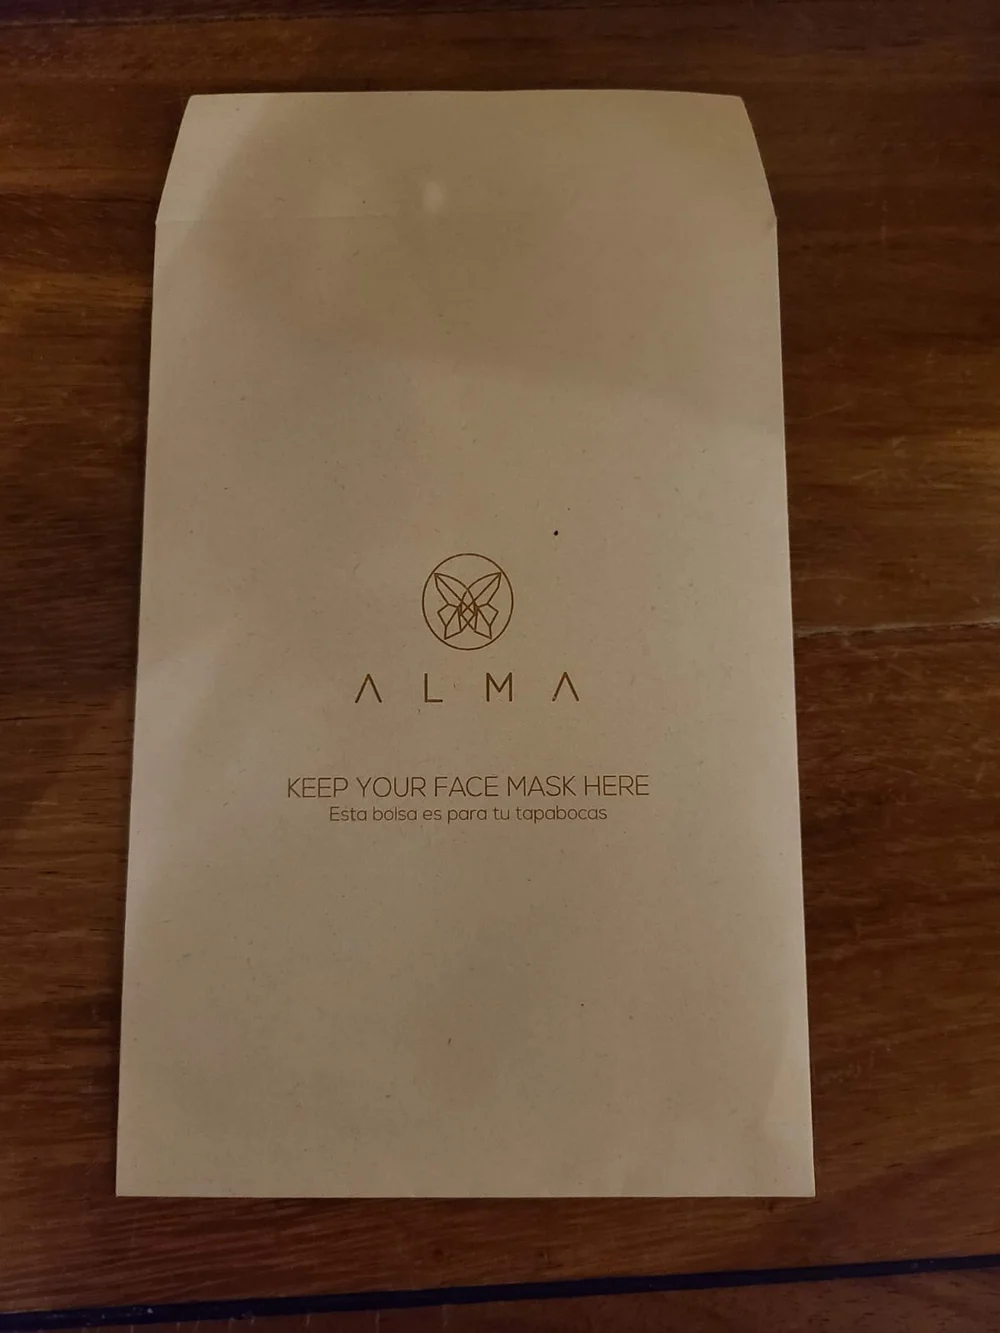 ALMA
KEEP YOUR FACE MASK HERE
Esta bolsa es para tu tapabocas